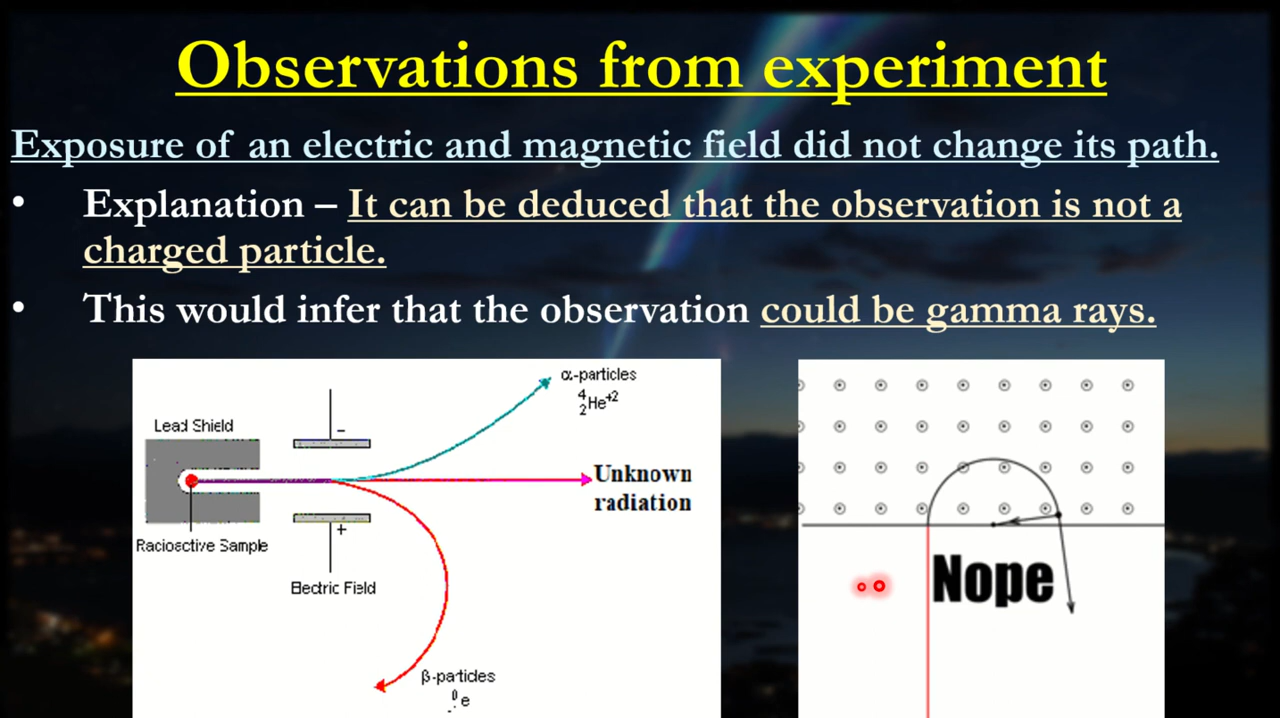 Observations from experiment
Exposure of an electric and magnetic field did not change its path.
• Explanation – It can be deduced that the observation is not a
charged particle.
• This would infer that the observation could be gamma rays.
α-particles
4
2He+2
Lead Shield
-
Unknown
radiation
+
Racioactive Sample
Electric Field
β-particles
0
e
Nope